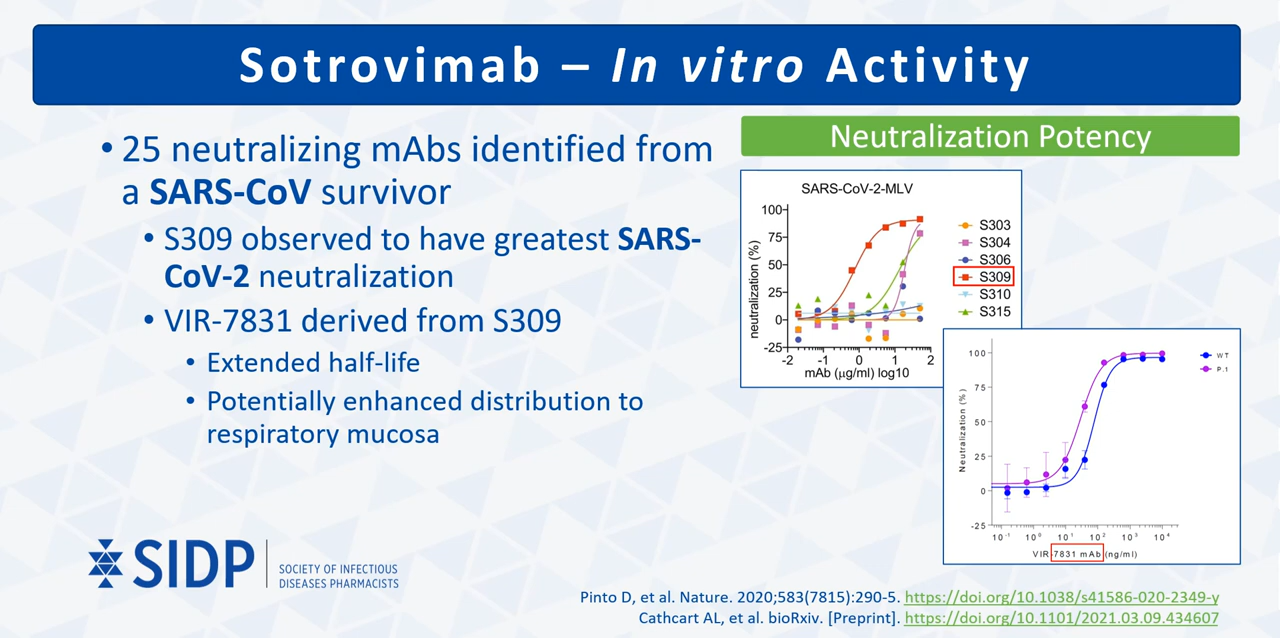 Sotrovimab – In vitro Activity
• 25 neutralizing mAbs identified from
a SARS-CoV survivor
• S309 observed to have greatest SARS-
CoV-2 neutralization
• VIR-7831 derived from S309
• Extended half-life
• Potentially enhanced distribution to
respiratory mucosa
Neutralization Potency
SARS-CoV-2-MLV
neutralization (%)
100
75
50
25
0
-25
-2 -1 0 1 2
mAb (μg/ml) log10
S303
S304
S306
S309
S310
S315
Neutralization (%)
100
75
50
25
0
-25
10⁻¹ 10⁰ 10¹ 10² 10³ 10⁴
VIR-7831 mAb (ng/ml)
WT
P.1
SIDP
SOCIETY OF INFECTIOUS
DISEASES PHARMACISTS
Pinto D, et al. Nature. 2020;583(7815):290-5. https://doi.org/10.1038/s41586-020-2349-y
Cathcart AL, et al. bioRxiv. [Preprint]. https://doi.org/10.1101/2021.03.09.434607